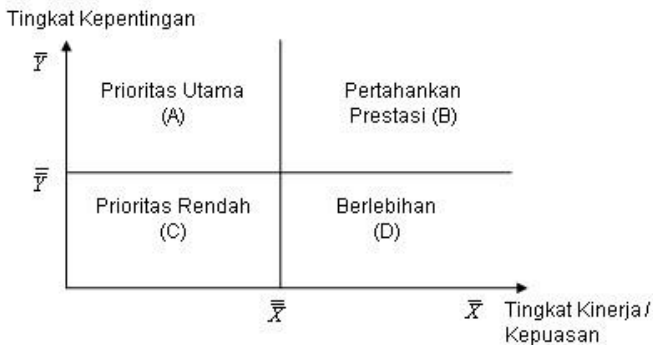 Tingkat Kepentingan
Y̅
Prioritas Utama
(A)
Pertahankan
Prestasi (B)
Y̿
Prioritas Rendah
(C)
Berlebihan
(D)
X̿
X̅
Tingkat Kinerja /
Kepuasan